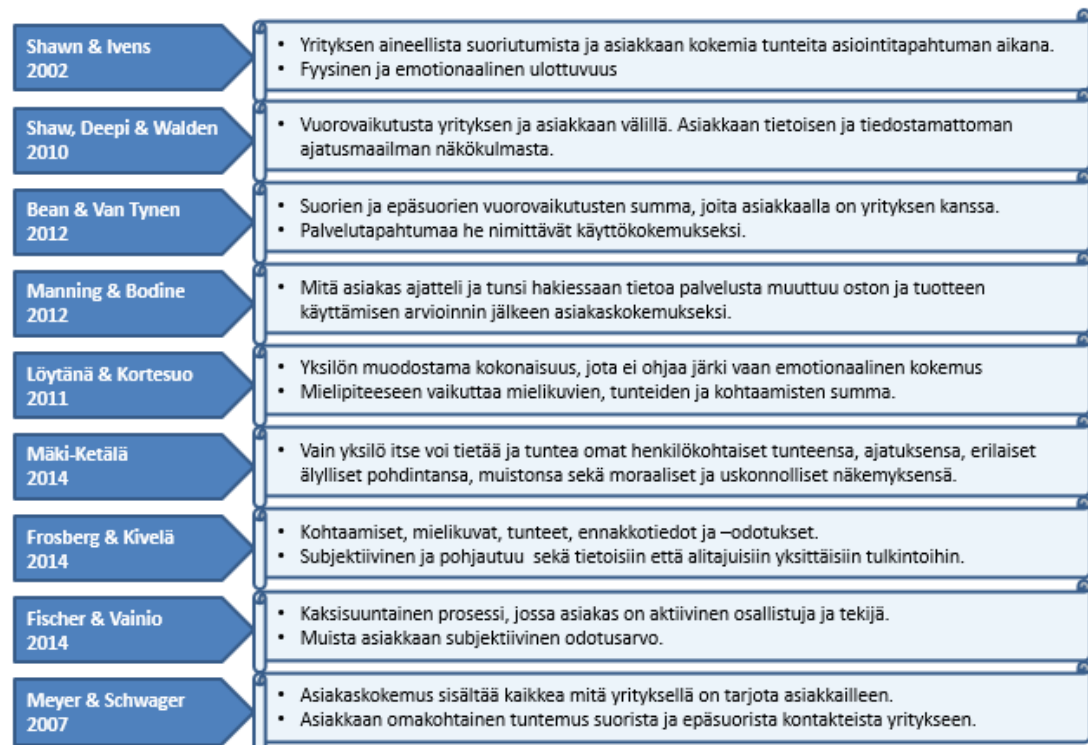 Shawn & Ivens
2002
• Yrityksen aineellista suoriutumista ja asiakkaan kokemia tunteita asiointitapahtuman aikana.
• Fyysinen ja emotionaalinen ulottuvuus
Shaw, Deepi & Walden
2010
• Vuorovaikutusta yrityksen ja asiakkaan välillä. Asiakkaan tietoisen ja tiedostamattoman
ajatusmaailman näkökulmasta.
Bean & Van Tynen
2012
• Suorien ja epäsuorien vuorovaikutusten summa, joita asiakkaalla on yrityksen kanssa.
• Palvelutapahtumaa he nimittävät käyttökokemukseksi.
Manning & Bodine
2012
• Mitä asiakas ajatteli ja tunsi hakiessaan tietoa palvelusta muuttuu oston ja tuotteen
käyttämisen arvioinnin jälkeen asiakaskokemukseksi.
Löytänä & Kortesuo
2011
• Yksilön muodostama kokonaisuus, jota ei ohjaa järki vaan emotionaalinen kokemus
• Mielipiteeseen vaikuttaa mielikuvien, tunteiden ja kohtaamisten summa.
Mäki-Ketälä
2014
• Vain yksilö itse voi tietää ja tuntea omat henkilökohtaiset tunteensa, ajatuksensa, erilaiset
älylliset pohdintansa, muistonsa sekä moraaliset ja uskonnolliset näkemyksensä.
Frosberg & Kivelä
2014
• Kohtaamiset, mielikuvat, tunteet, ennakkotiedot ja –odotukset.
• Subjektiivinen ja pohjautuu sekä tietoisiin että alitajuisiin yksittäisiin tulkintoihin.
Fischer & Vainio
2014
• Kaksisuuntainen prosessi, jossa asiakas on aktiivinen osallistuja ja tekijä.
• Muista asiakkaan subjektiivinen odotusarvo.
Meyer & Schwager
2007
• Asiakaskokemus sisältää kaikkea mitä yrityksellä on tarjota asiakkailleen.
• Asiakkaan omakohtainen tuntemus suorista ja epäsuorista kontakteista yritykseen.